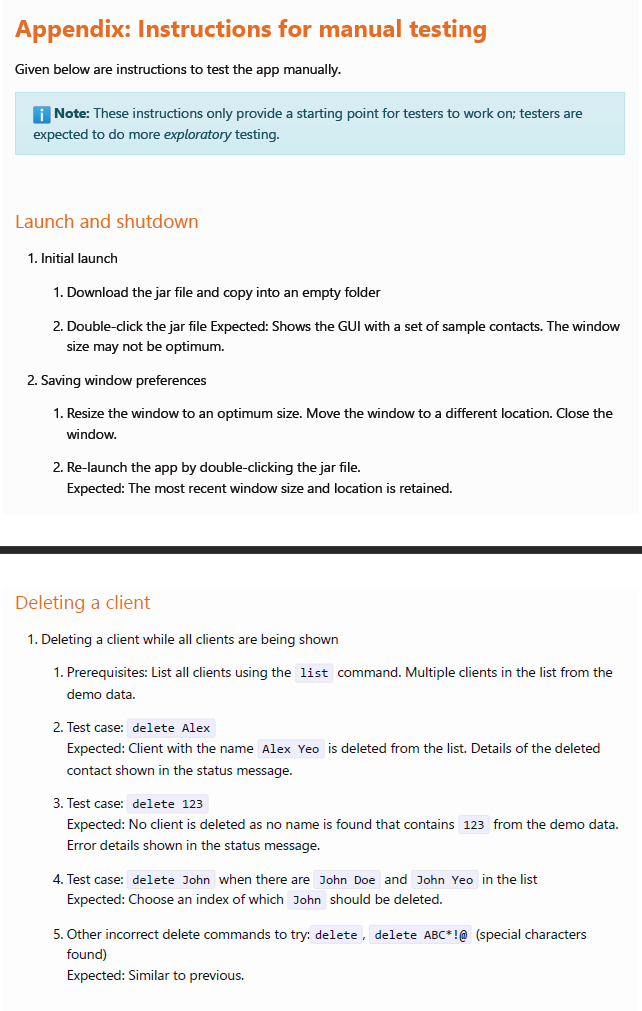 Appendix: Instructions for manual testing
Given below are instructions to test the app manually.
Note: These instructions only provide a starting point for testers to work on; testers are
expected to do more exploratory testing.
Launch and shutdown
1. Initial launch
1. Download the jar file and copy into an empty folder
2. Double-click the jar file Expected: Shows the GUI with a set of sample contacts. The window
size may not be optimum.
2. Saving window preferences
1. Resize the window to an optimum size. Move the window to a different location. Close the
window.
2. Re-launch the app by double-clicking the jar file.
Expected: The most recent window size and location is retained.
Deleting a client
1. Deleting a client while all clients are being shown
1. Prerequisites: List all clients using the list command. Multiple clients in the list from the
demo data.
2. Test case: delete Alex
Expected: Client with the name Alex Yeo is deleted from the list. Details of the deleted
contact shown in the status message.
3. Test case: delete 123
Expected: No client is deleted as no name is found that contains 123 from the demo data.
Error details shown in the status message.
4. Test case: delete John when there are John Doe and John Yeo in the list
Expected: Choose an index of which John should be deleted.
5. Other incorrect delete commands to try: delete , delete ABC*!@ (special characters
found)
Expected: Similar to previous.